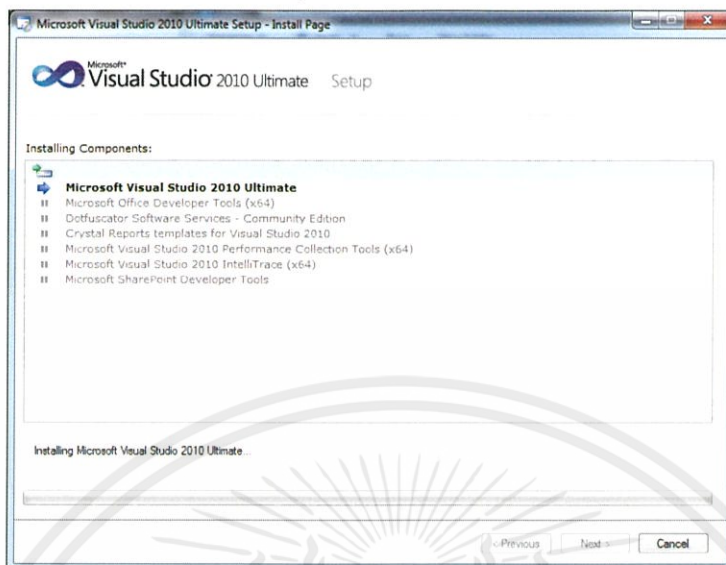 Microsoft Visual Studio 2010 Ultimate Setup - Install Page
Microsoft®
Visual Studio® 2010 Ultimate Setup
Installing Components:
Microsoft Visual Studio 2010 Ultimate
Microsoft Office Developer Tools (x64)
Dotfuscator Software Services - Community Edition
Crystal Reports templates for Visual Studio 2010
Microsoft Visual Studio 2010 Performance Collection Tools (x64)
Microsoft Visual Studio 2010 IntelliTrace (x64)
Microsoft SharePoint Developer Tools
Installing Microsoft Visual Studio 2010 Ultimate...
< Previous Next > Cancel